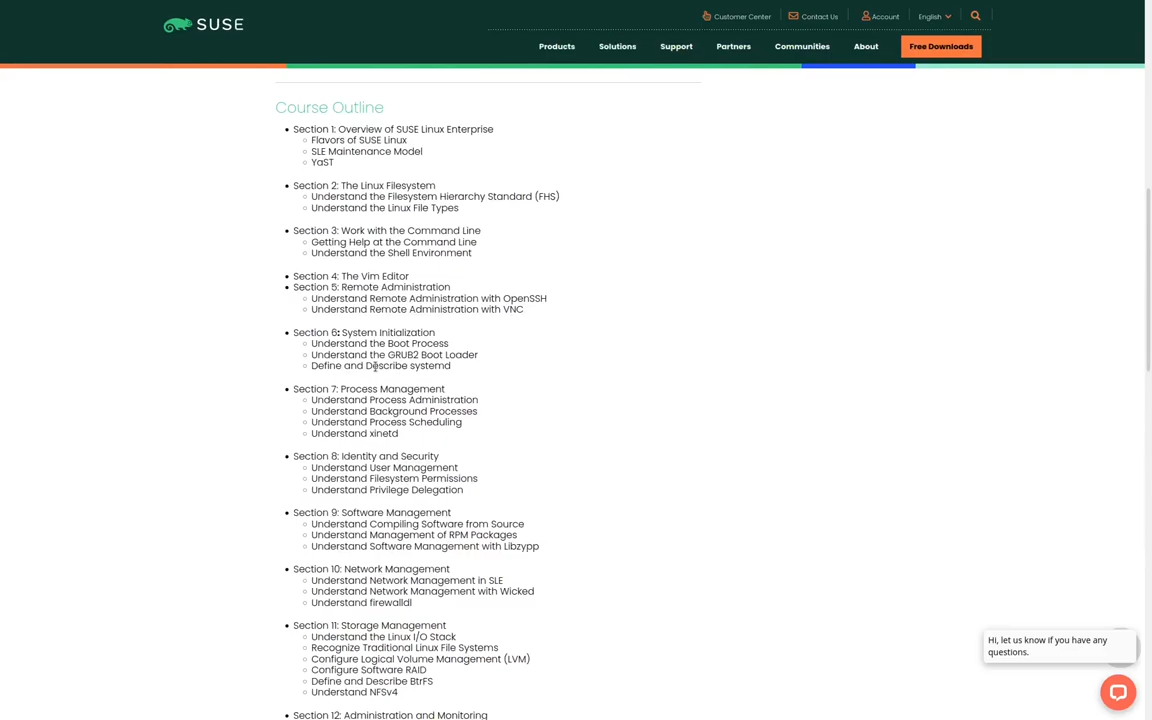 SUSE
Customer Center
Contact Us
Account
English
Products
Solutions
Support
Partners
Communities
About
Free Downloads
Course Outline
Section 1: Overview of SUSE Linux Enterprise
Flavors of SUSE Linux
SLE Maintenance Model
YaST
Section 2: The Linux Filesystem
Understand the Filesystem Hierarchy Standard (FHS)
Understand the Linux File Types
Section 3: Work with the Command Line
Getting Help at the Command Line
Understand the Shell Environment
Section 4: The Vim Editor
Section 5: Remote Administration
Understand Remote Administration with OpenSSH
Understand Remote Administration with VNC
Section 6: System Initialization
Understand the Boot Process
Understand the GRUB2 Boot Loader
Define and Describe systemd
Section 7: Process Management
Understand Process Administration
Understand Background Processes
Understand Process Scheduling
Understand xinetd
Section 8: Identity and Security
Understand User Management
Understand Filesystem Permissions
Understand Privilege Delegation
Section 9: Software Management
Understand Compiling Software from Source
Understand Management of RPM Packages
Understand Software Management with Libzypp
Section 10: Network Management
Understand Network Management in SLE
Understand Network Management with Wicked
Understand firewalldl
Section 11: Storage Management
Understand the Linux I/O Stack
Recognize Traditional Linux File Systems
Configure Logical Volume Management (LVM)
Configure Software RAID
Define and Describe BtrFS
Understand NFSv4
Section 12: Administration and Monitoring
Hi, let us know if you have any
questions.